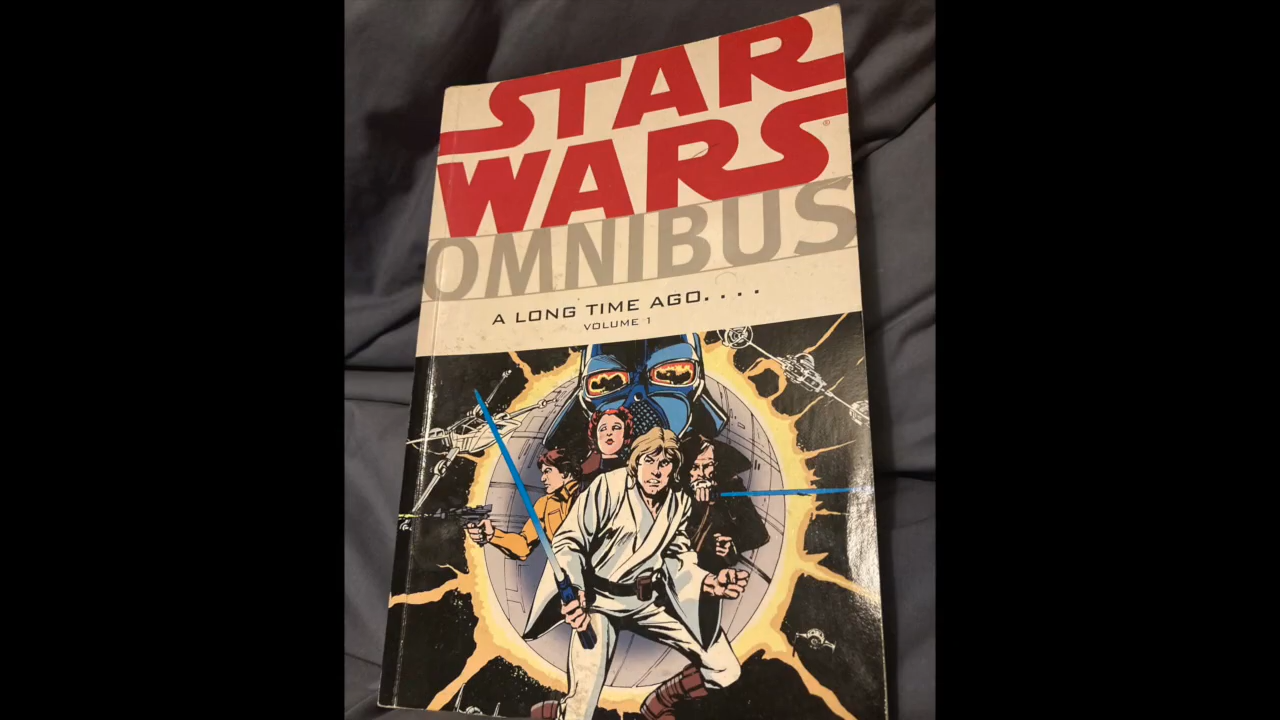 STAR
WARS®
OMNIBUS
A LONG TIME AGO. . . .
VOLUME 1